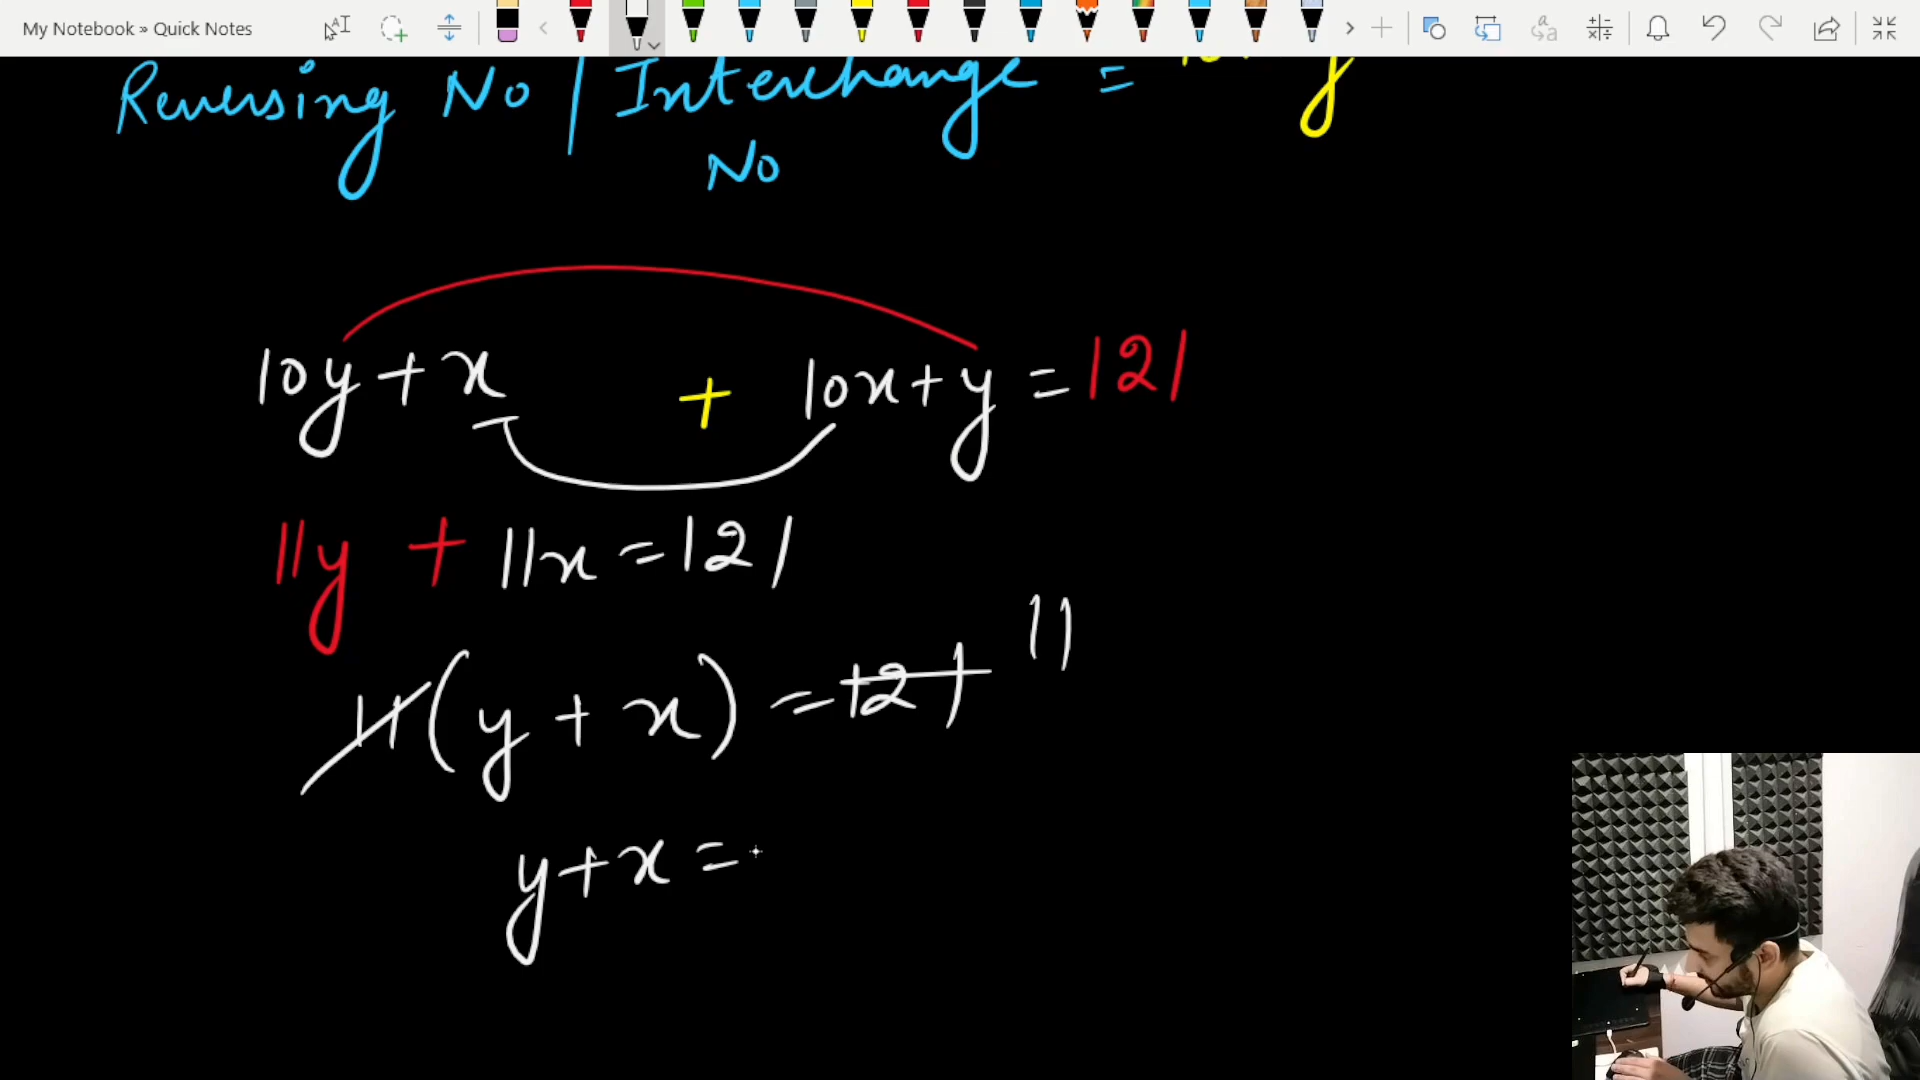 My Notebook » Quick Notes
Reversing No / Interchange =
No
10y + x + 10x + y = 121
11y + 11x = 121
11 (y + x) = 121 11
y + x =